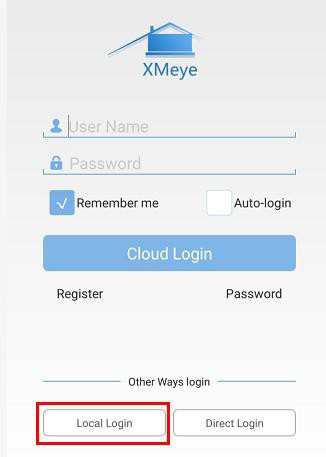 XMeye
User Name
Password
Remember me
Auto-login
Cloud Login
Register
Password
Other Ways login
Local Login
Direct Login